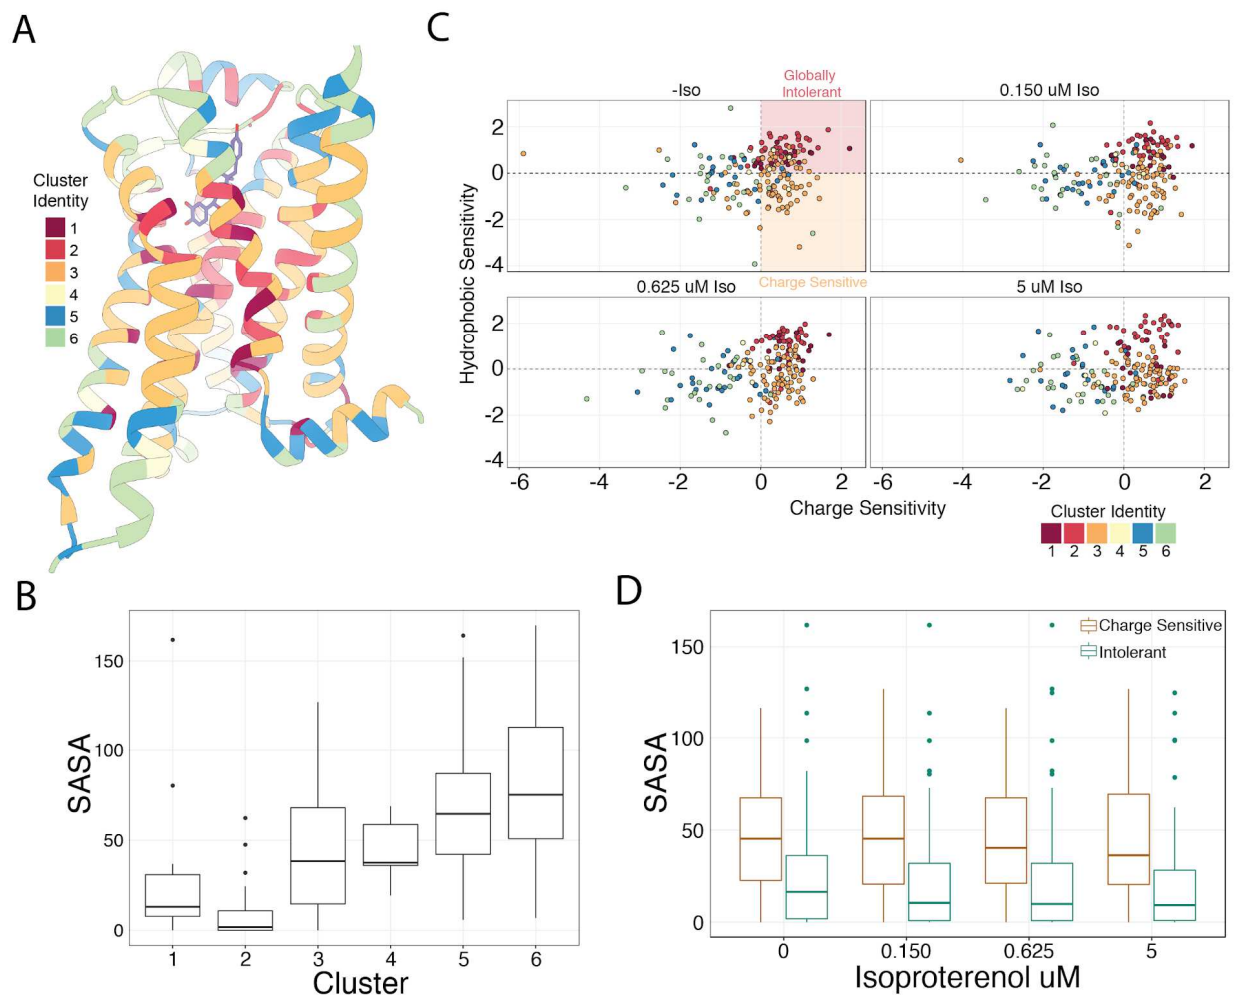 A
Cluster
Identity
1
2
3
4
5
6
C
Hydrophobic Sensitivity
-Iso
Globally
Intolerant
0.150 uM Iso
2
0
-2
-4
0.625 uM Iso
Charge Sensitive
5 uM Iso
2
0
-2
-4
-6
-4
-2
0
2
-6
-4
-2
0
2
Charge Sensitivity
Cluster Identity
1 2 3 4 5 6
B
SASA
150
100
50
0
1 2 3 4 5 6
Cluster
D
SASA
150
100
50
0
Charge Sensitive
Intolerant
0 0.150 0.625 5
Isoproterenol uM